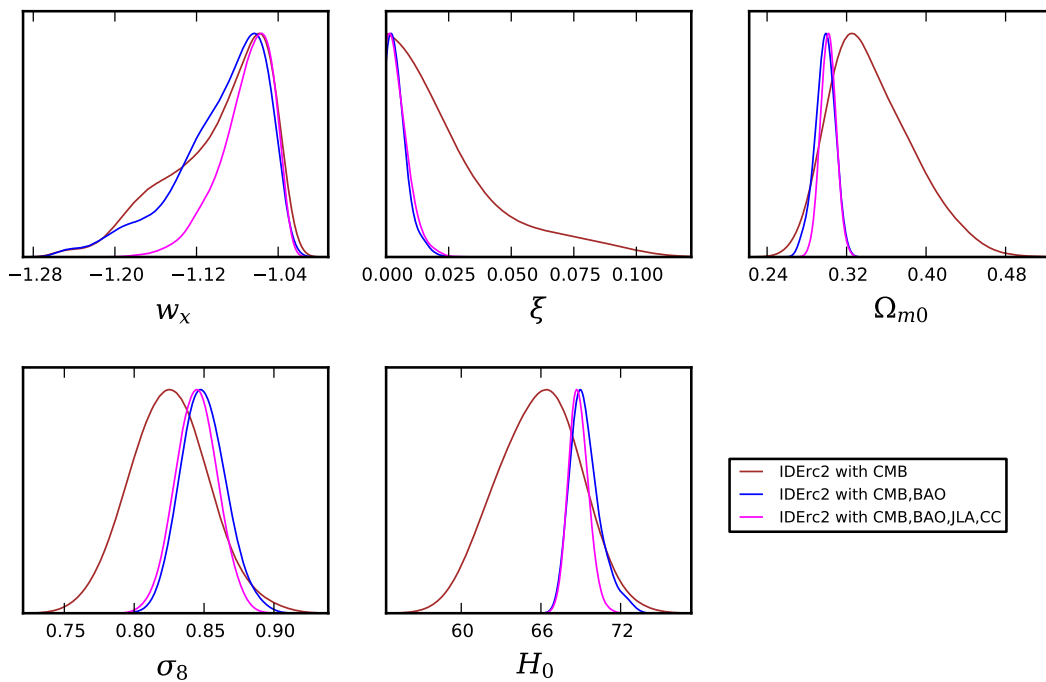 −1.28 −1.20 −1.12 −1.04
w_x
0.000 0.025 0.050 0.075 0.100
ξ
0.24 0.32 0.40 0.48
Ω_{m0}
0.75 0.80 0.85 0.90
σ_8
60 66 72
H_0
IDErc2 with CMB
IDErc2 with CMB,BAO
IDErc2 with CMB,BAO,JLA,CC